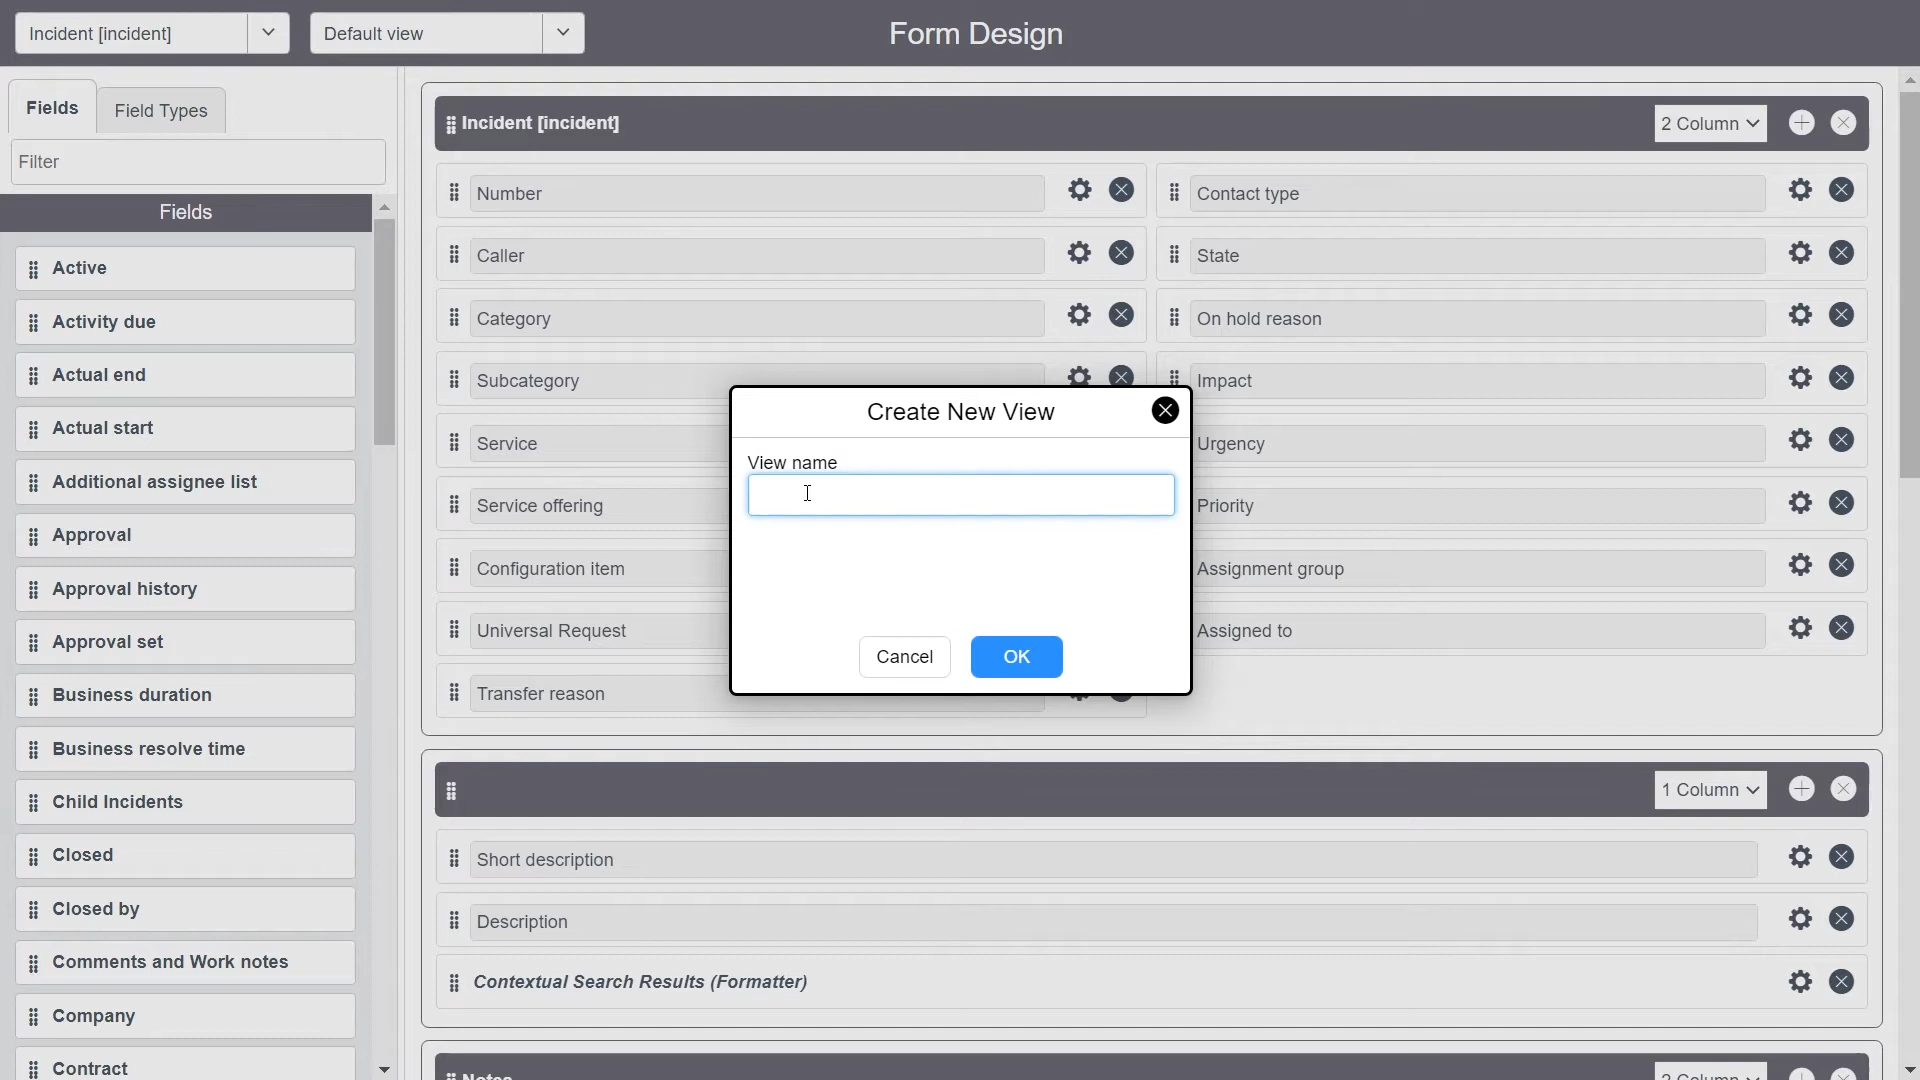 Incident [incident]
Default view
Form Design
Fields
Field Types
Filter
Fields
Active
Activity due
Actual end
Actual start
Additional assignee list
Approval
Approval history
Approval set
Business duration
Business resolve time
Child Incidents
Closed
Closed by
Comments and Work notes
Company
Contract
Incident [incident]
2 Column
Number
Contact type
Caller
State
Category
On hold reason
Subcategory
Impact
Service
Urgency
Service offering
Priority
Configuration item
Assignment group
Universal Request
Assigned to
Transfer reason
Create New View
View name
Cancel
OK
1 Column
Short description
Description
Contextual Search Results (Formatter)
Notes
2 Column